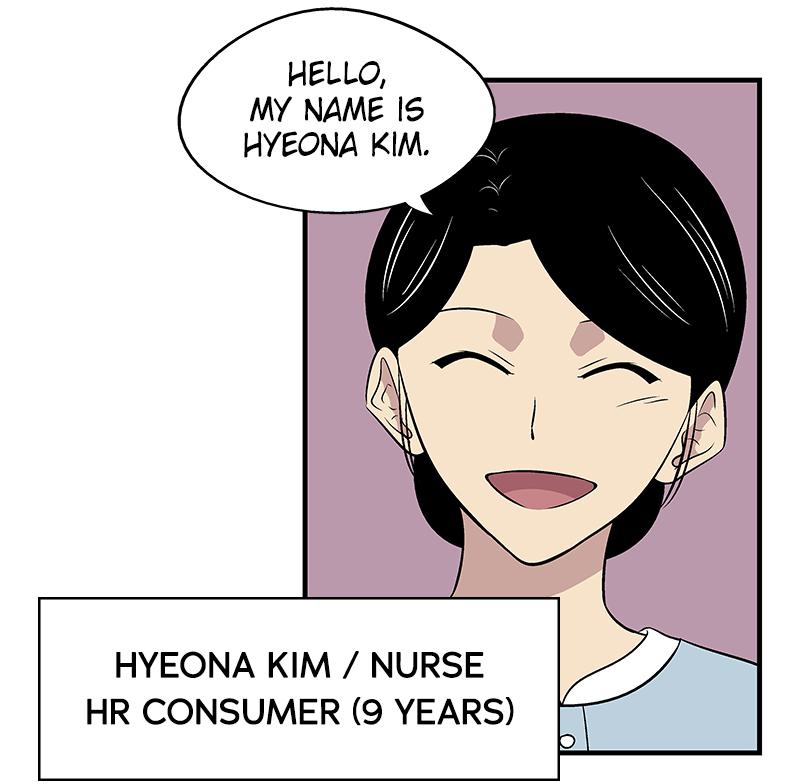 HELLO,
MY NAME IS
HYEONA KIM.
HYEONA KIM / NURSE
HR CONSUMER (9 YEARS)